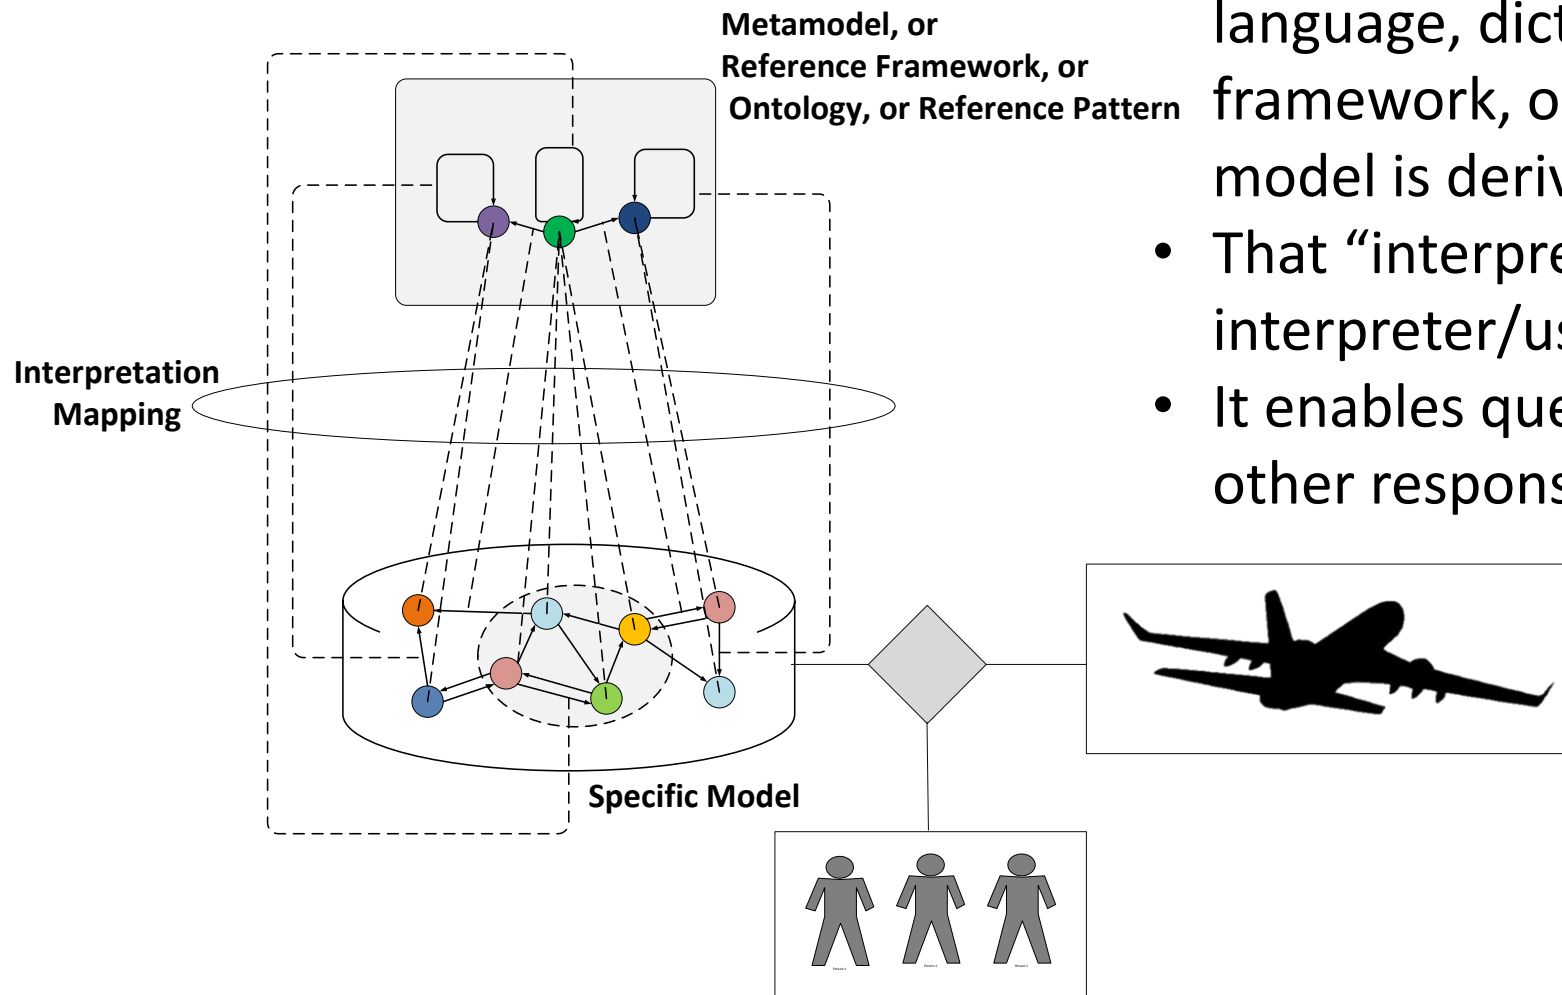 Metamodel, or
Reference Framework, or
Ontology, or Reference Pattern
Interpretation
Mapping
Specific Model
language, dict
framework, o
model is deriv
• That “interpre
interpreter/us
• It enables que
other respons